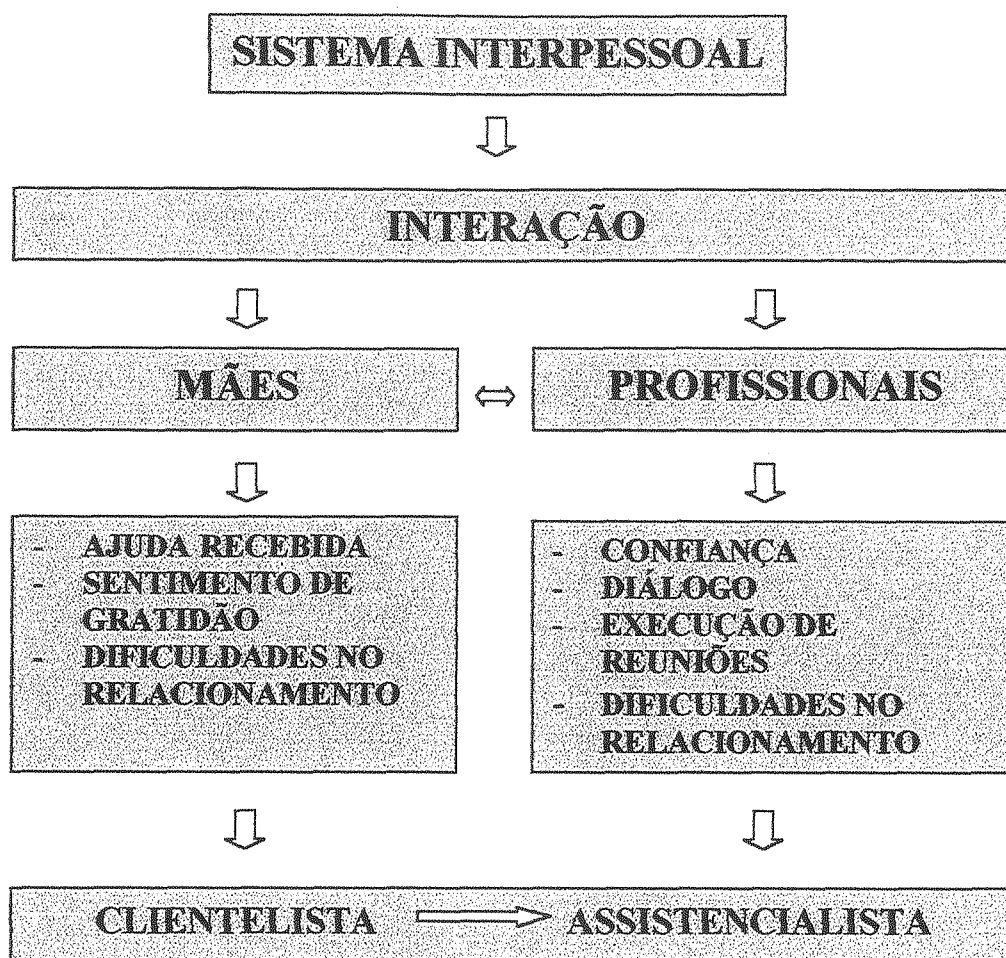 SISTEMA INTERPESSOAL
INTERAÇÃO
MÃES
PROFISSIONAIS
- AJUDA RECEBIDA
- SENTIMENTO DE
GRATIDÃO
- DIFICULDADES NO
RELACIONAMENTO
- CONFIANÇA
- DIÁLOGO
- EXECUÇÃO DE
REUNIÕES
- DIFICULDADES NO
RELACIONAMENTO
CLIENTELISTA
ASSISTENCIALISTA